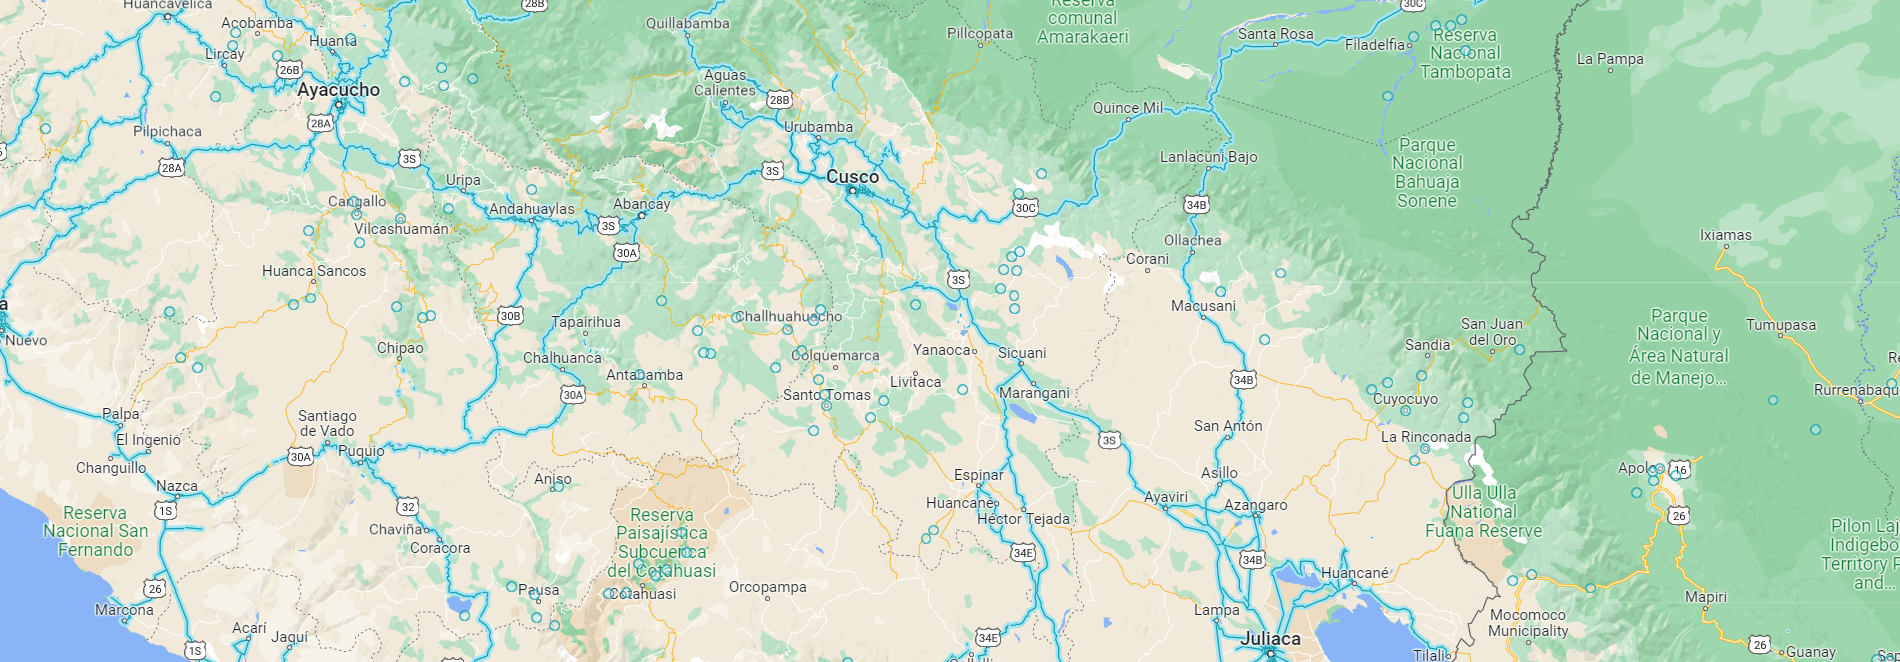 Huancavelica
28B
30C
Acobamba
Quillabamba
Reserva
comunal
Amarakaeri
Pillcopata
Santa Rosa
Filadelfia
Reserva
Nacional
Tambopata
La Pampa
Huanta
Lircay
26B
Ayacucho
Aguas
Calientes
28B
Quince Mil
28A
Urubamba
Pilpichaca
28A
3S
Uripa
3S
Cusco
Lanlacuni Bajo
Parque
Nacional
Bahuaja
Sonene
Cangallo
Andahuaylas
Abancay
30C
34B
Vilcashuamán
3S
30A
Ollachea
Ixiamas
Huanca Sancos
3S
Corani
a
Nuevo
30B
Tapairihua
Challhuahuacho
Macusani
Parque
Nacional y
Área Natural
de Manejo...
Tumupasa
San Juan
del Oro
Sandia
Chipao
Chalhuanca
Colquemarca
Yanaoca
Sicuani
Re
Antabamba
Livitaca
34B
Rurrenabaqu
30A
Santo Tomas
Marangani
Cuyocuyo
Palpa
Santiago
de Vado
El Ingenio
3S
San Antón
La Rinconada
Changuillo
30A
Puquio
Nazca
Aniso
Espinar
Asillo
Apolo
16
1S
32
Huancané
Ayaviri
Azangaro
Ulla Ulla
National
Fuana Reserve
26
Reserva
Nacional San
Fernando
Chaviña
Coracora
Reserva
Paisajística
Subcuenca
del Cotahuasi
Héctor Tejada
34E
34B
Pilon Laj
Indigebo
Territory P
and...
26
Pausa
Cotahuasi
Orcopampa
Huancané
Marcona
Lampa
Mapiri
Mocomoco
Municipality
Acarí
Jaquí
1S
34E
Juliaca
Tilali
26
Guanay